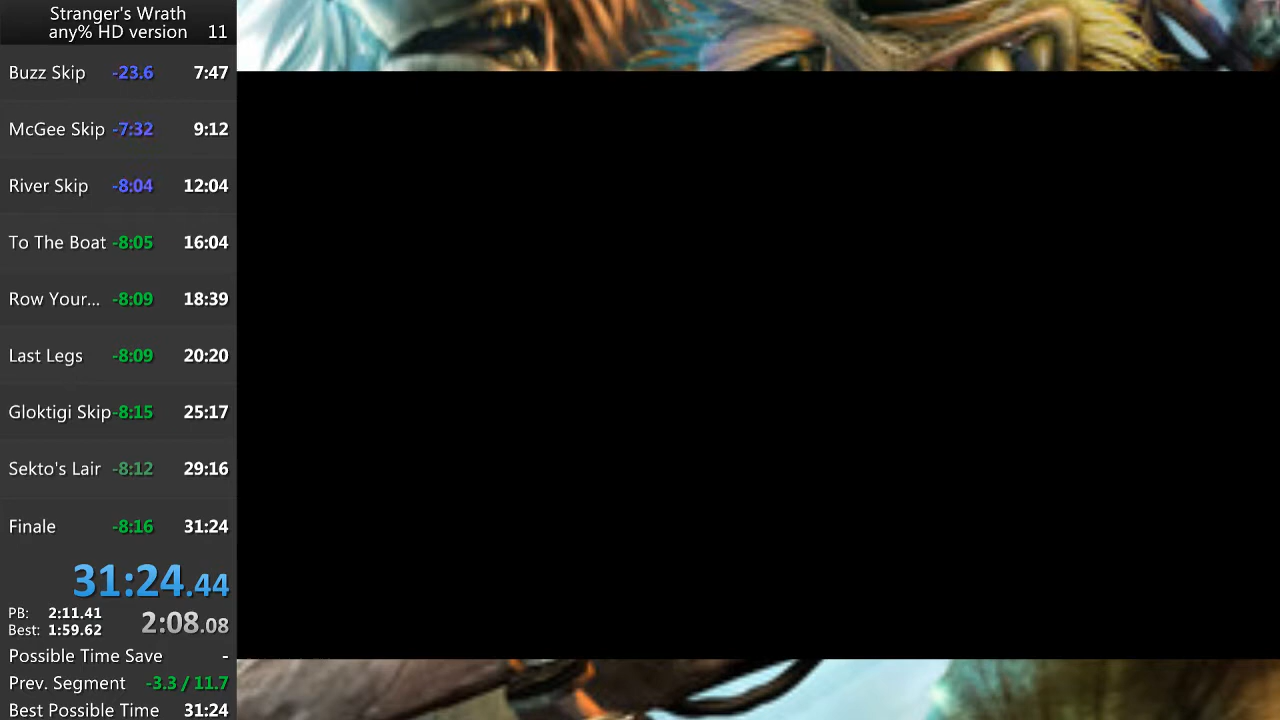 Stranger's Wrath
any% HD version 11
Buzz Skip -23.6 7:47
McGee Skip -7:32 9:12
River Skip -8:04 12:04
To The Boat -8:05 16:04
Row Your... -8:09 18:39
Last Legs -8:09 20:20
Gloktigi Skip -8:15 25:17
Sekto's Lair -8:12 29:16
Finale -8:16 31:24
31:24.44
PB: 2:11.41 2:08.08
Best: 1:59.62
Possible Time Save -
Prev. Segment -3.3 / 11.7
Best Possible Time 31:24